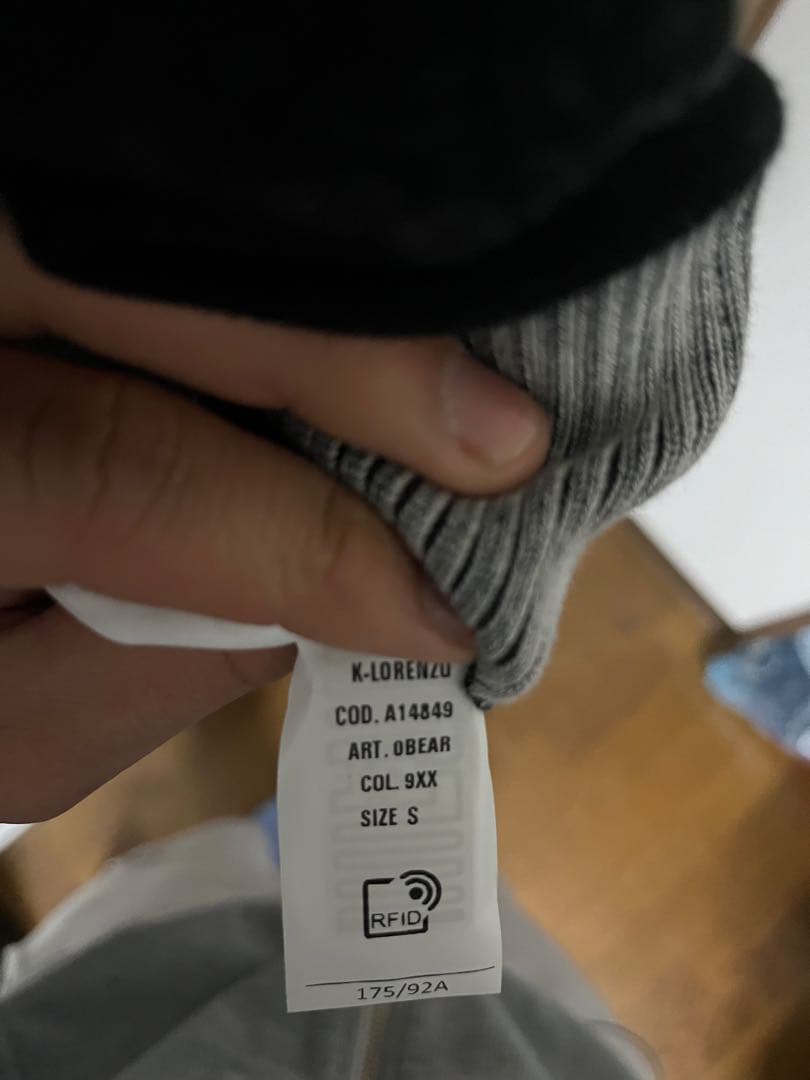 K-LORENZO
COD. A14849
ART. 0BEAR
COL. 9XX
SIZE S
RFID
175/92A